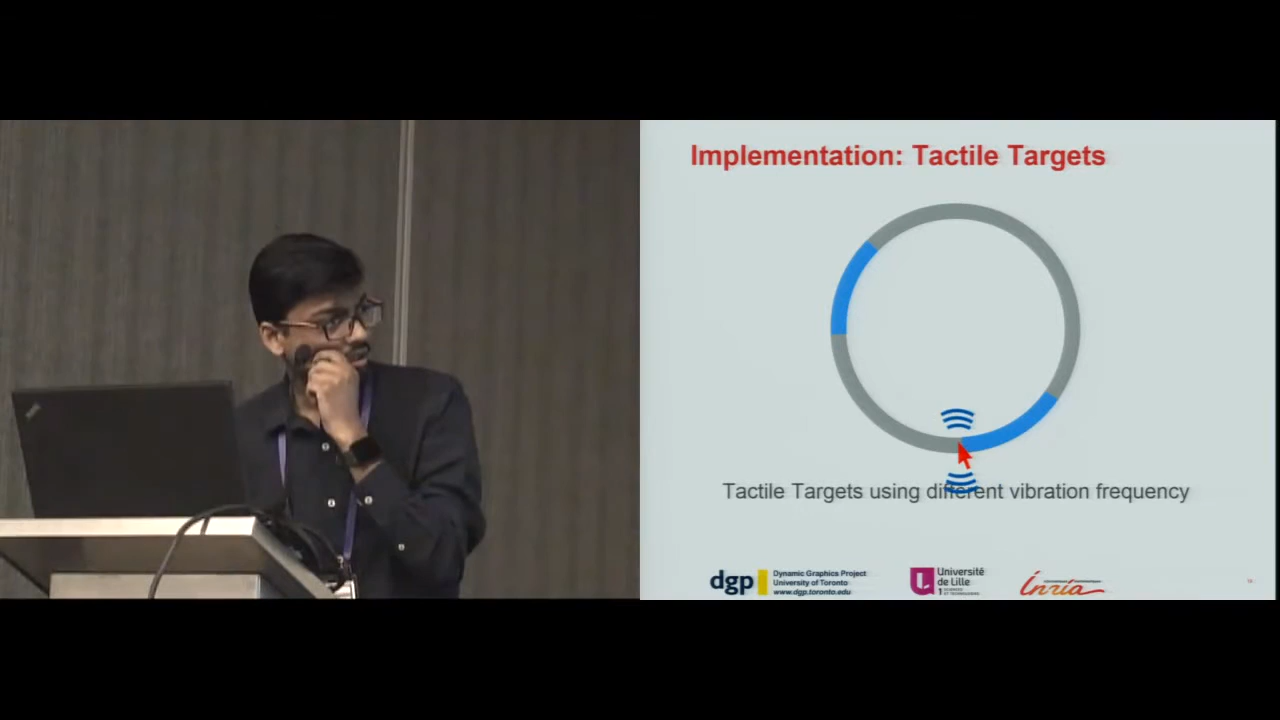 Implementation: Tactile Targets
Tactile Targets using different vibration frequency
dgp
Dynamic Graphics Project
University of Toronto
www.dgp.toronto.edu
Université
de Lille
Inria